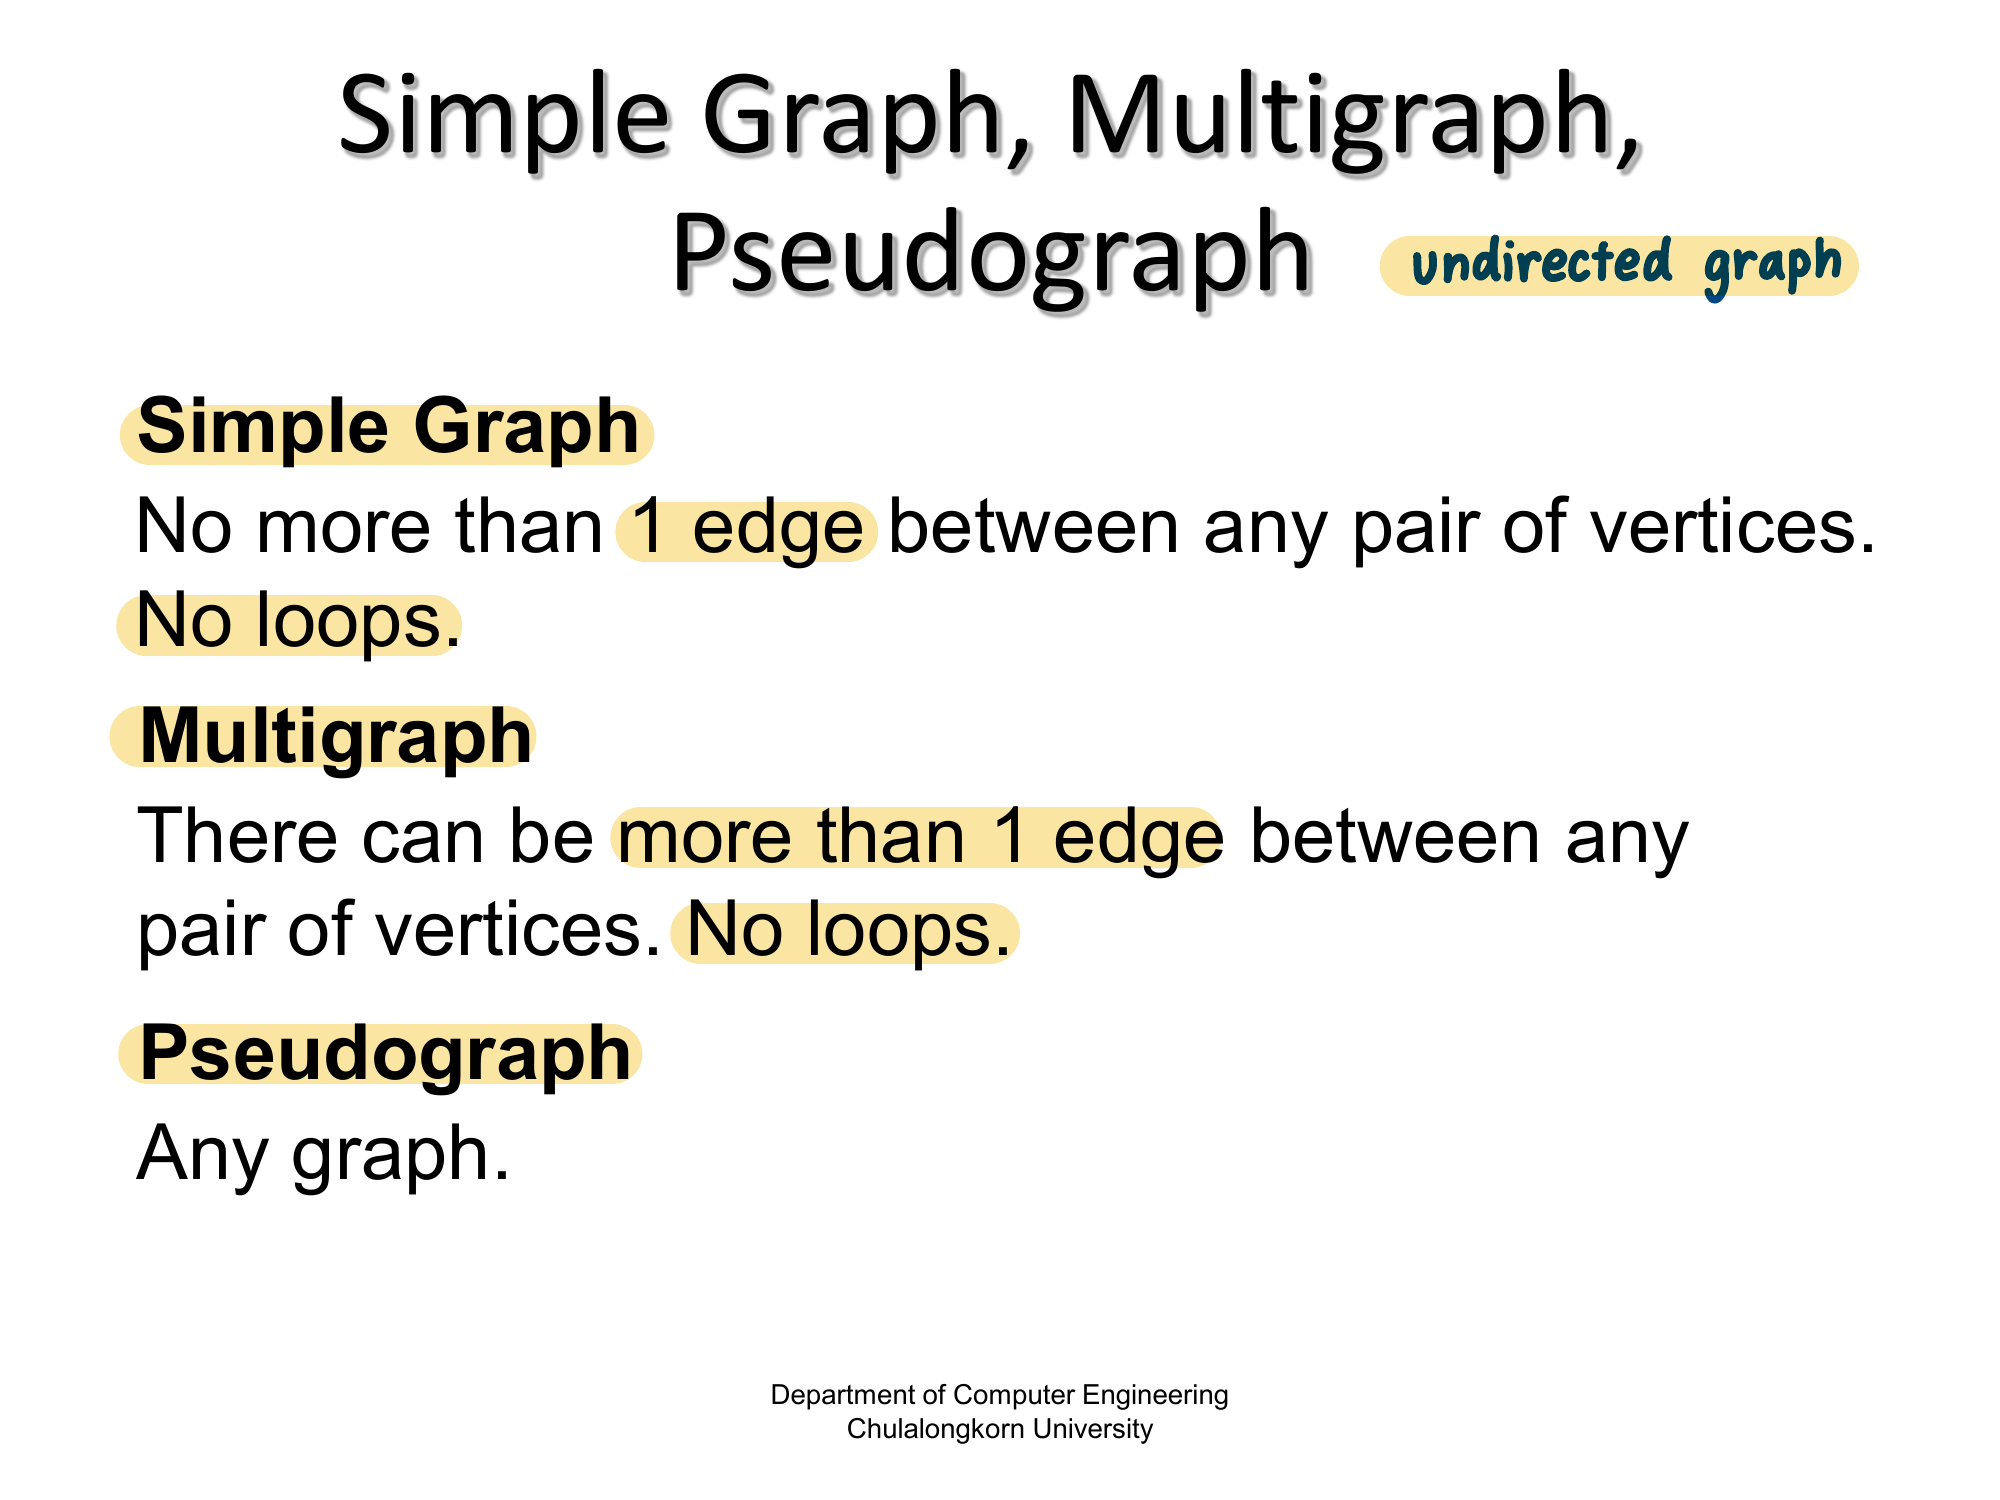 Simple Graph, Multigraph,
Pseudograph undirected graph
Simple Graph
No more than 1 edge between any pair of vertices.
No loops.
Multigraph
There can be more than 1 edge between any
pair of vertices. No loops.
Pseudograph
Any graph.
Department of Computer Engineering
Chulalongkorn University